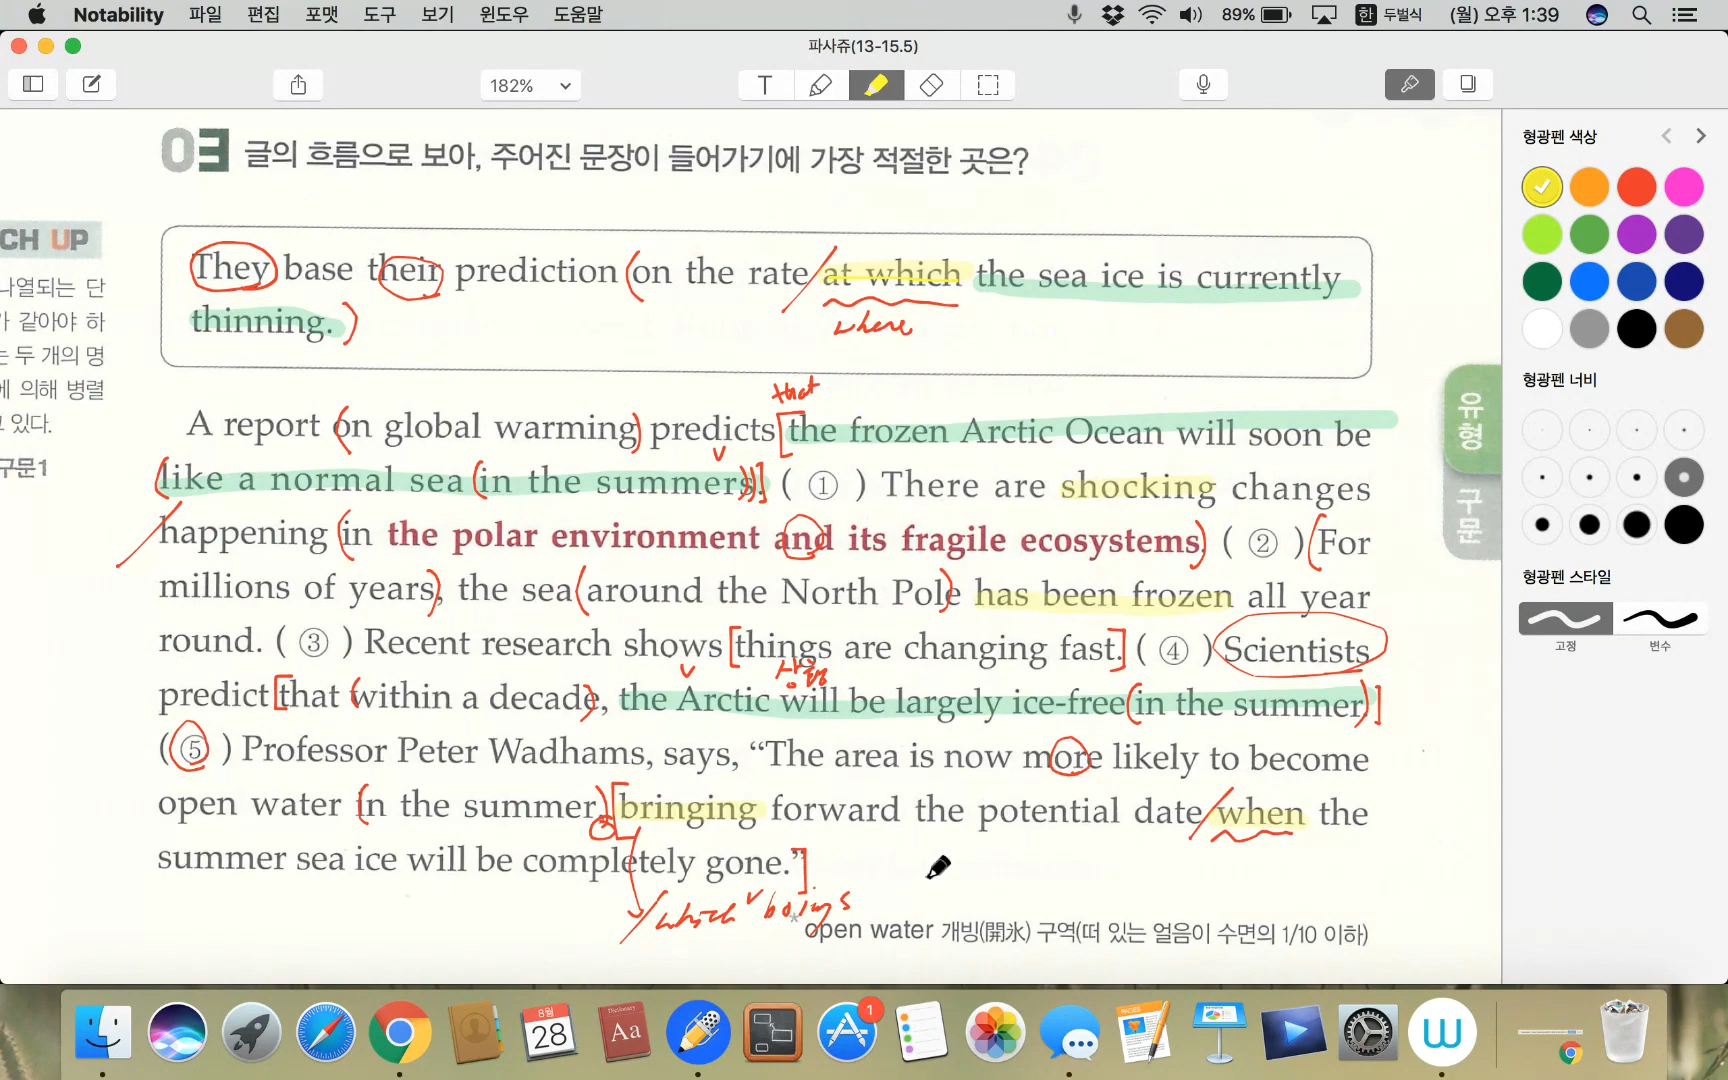 Notability 파일 편집 포맷 도구 보기 윈도우 도움말 89% 한 두벌식 (월) 오후 1:39
파사쥬(13-15.5)
182% T
03 글의 흐름으로 보아, 주어진 문장이 들어가기에 가장 적절한 곳은?
형광펜 색상
CH UP
나열되는 단
가 같아야 하
는 두 개의 명
에 의해 병렬
고 있다.
구문1
They base their prediction on the rate at which the sea ice is currently
thinning.
where
that
A report on global warming predicts the frozen Arctic Ocean will soon be
like a normal sea in the summers. ( ① ) There are shocking changes
happening in the polar environment and its fragile ecosystems. ( ② ) For
millions of years, the sea around the North Pole has been frozen all year
round. ( ③ ) Recent research shows things are changing fast. ( ④ ) Scientists
predict that within a decade, the Arctic will be largely ice-free in the summer.
( ⑤ ) Professor Peter Wadhams, says, “The area is now more likely to become
open water in the summer, bringing forward the potential date when the
summer sea ice will be completely gone.”
which brings
*open water 개빙(開氷) 구역(떠 있는 얼음이 수면의 1/10 이하)
유형
구문
형광펜 너비
형광펜 스타일
고정 변수
8월
28
Aa
1
PAGES
W